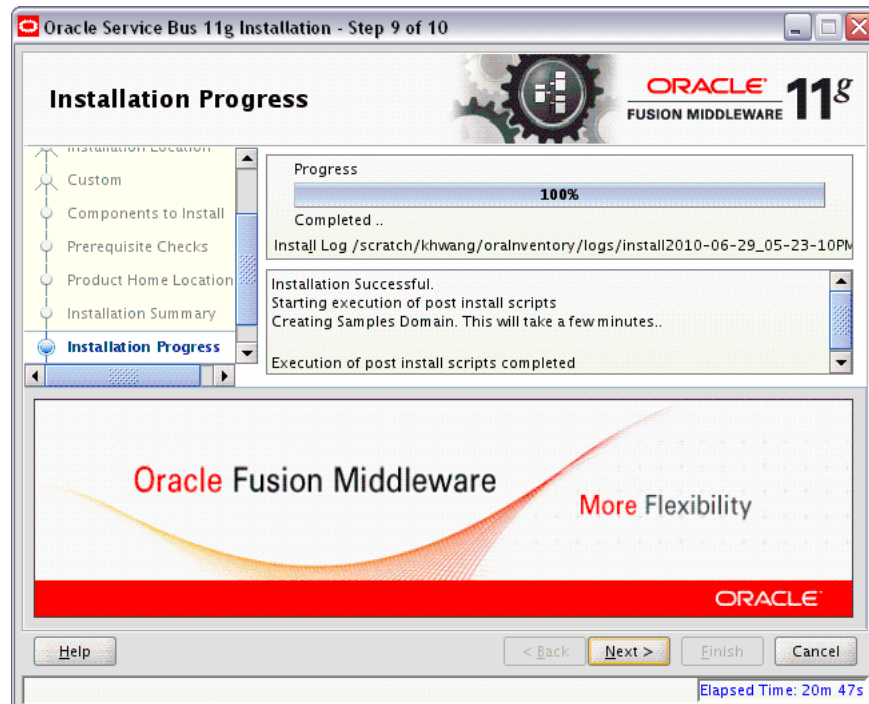 Oracle Service Bus 11g Installation - Step 9 of 10
Installation Progress
ORACLE
FUSION MIDDLEWARE 11g
Installation Location
Custom
Components to Install
Prerequisite Checks
Product Home Location
Installation Summary
Installation Progress
Progress
100%
Completed ..
Install Log /scratch/khwang/oraInventory/logs/install2010-06-29_05-23-10PM
Installation Successful.
Starting execution of post install scripts
Creating Samples Domain. This will take a few minutes..
Execution of post install scripts completed
Oracle Fusion Middleware
More Flexibility
ORACLE
Help
< Back
Next >
Finish
Cancel
Elapsed Time: 20m 47s